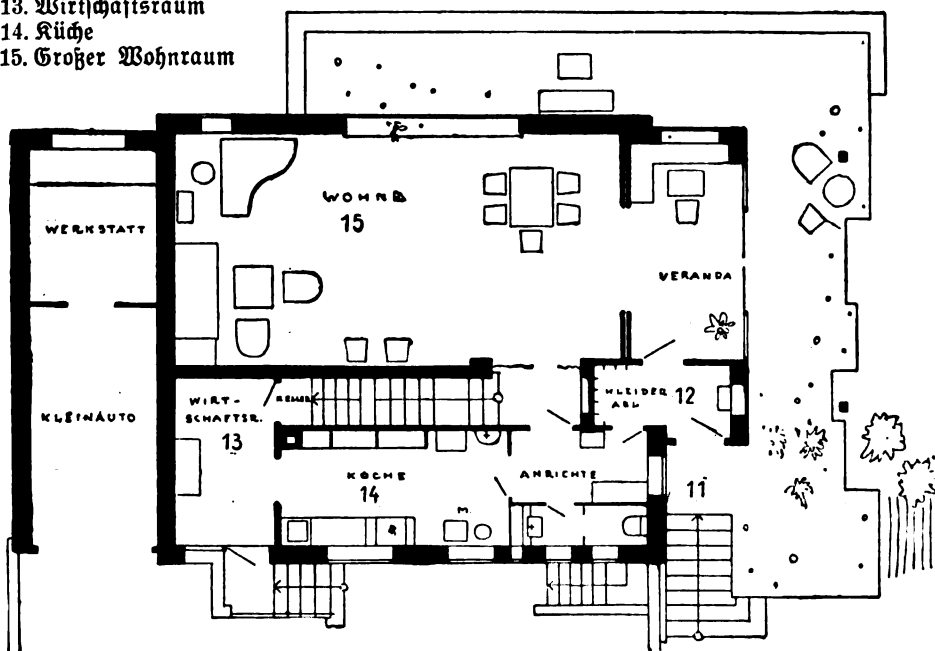 13. Wirtschaftsraum
14. Küche
15. Großer Wohnraum
WOHNR
15
WERKSTATT
VERANDA
KLEINAUTO
WIRT-
SCHAFTSR.
13
KLEIDER
ABL
12
KÜCHE
14
ANRICHTE
11
M.